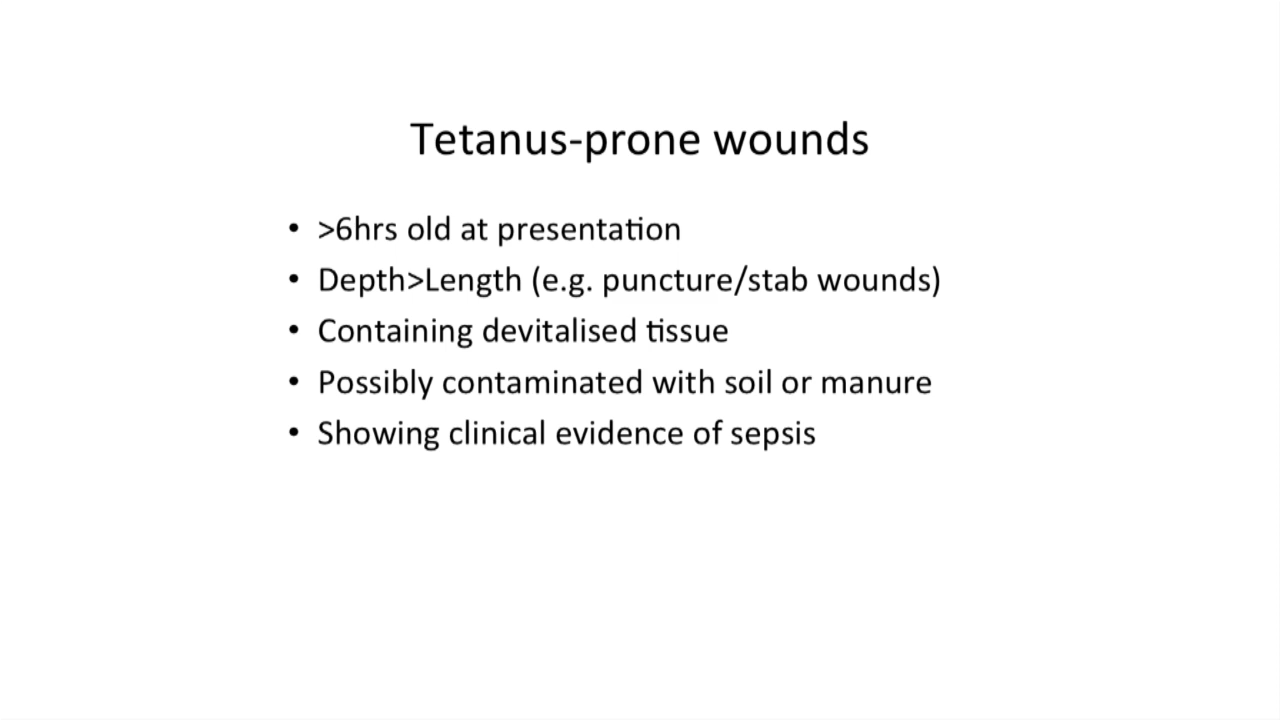 Tetanus-prone wounds
• >6hrs old at presentation
• Depth>Length (e.g. puncture/stab wounds)
• Containing devitalised tissue
• Possibly contaminated with soil or manure
• Showing clinical evidence of sepsis